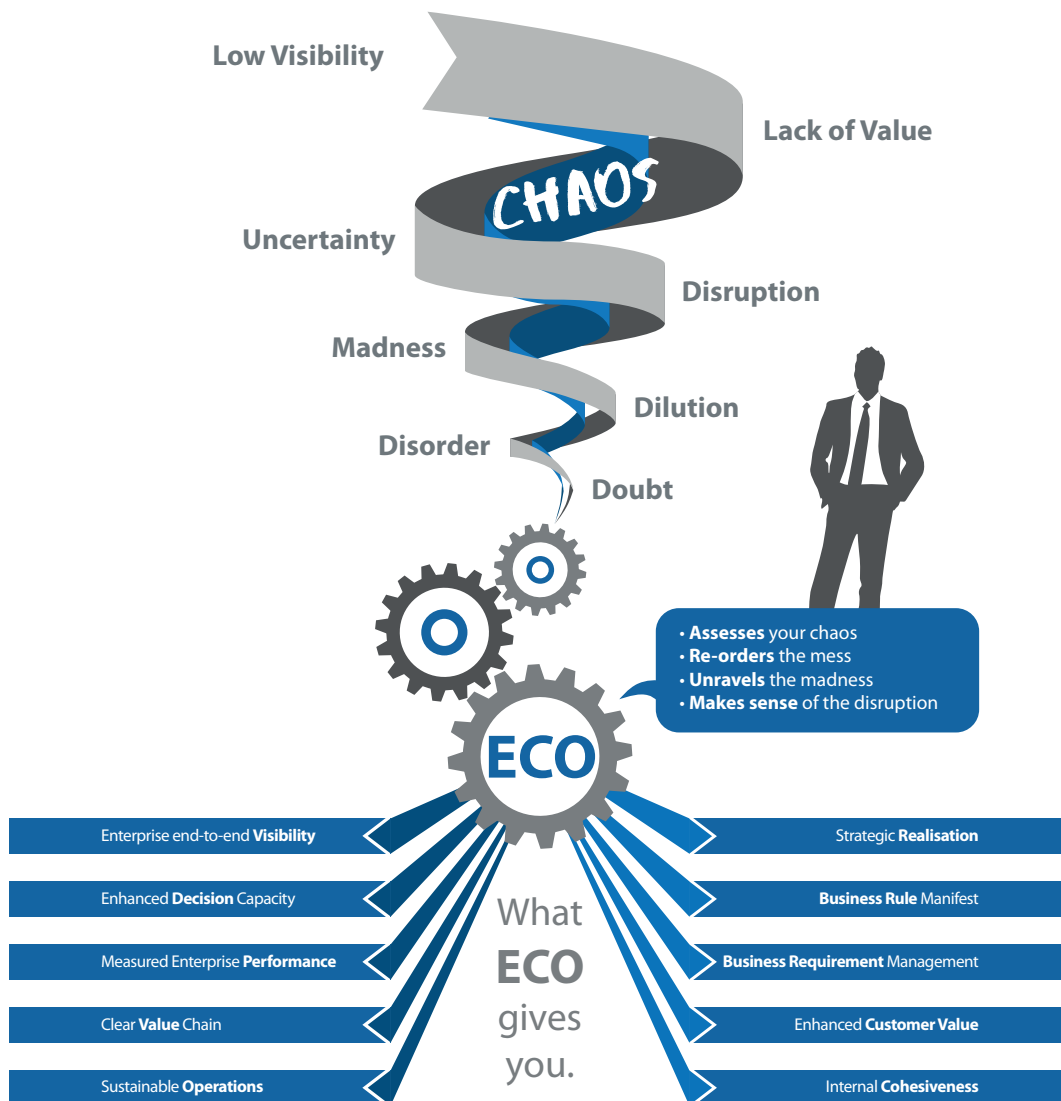 Low Visibility
Lack of Value
CHAOS
Uncertainty
Disruption
Madness
Dilution
Disorder
Doubt
• Assesses your chaos
• Re-orders the mess
• Unravels the madness
• Makes sense of the disruption
ECO
Enterprise end-to-end Visibility
Enhanced Decision Capacity
Measured Enterprise Performance
Clear Value Chain
Sustainable Operations
What
ECO
gives
you.
Strategic Realisation
Business Rule Manifest
Business Requirement Management
Enhanced Customer Value
Internal Cohesiveness